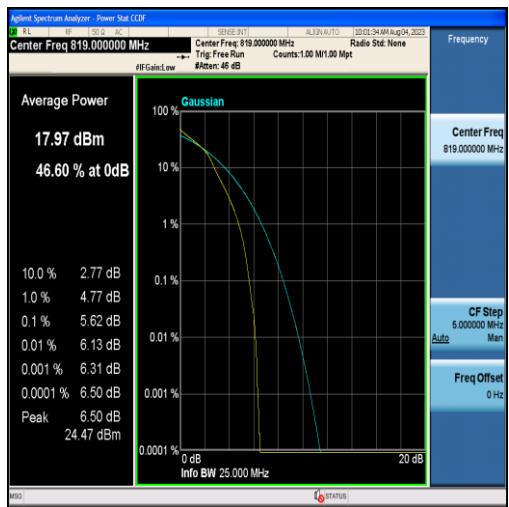 Agilent Spectrum Analyzer - Power Stat CCDF
RL RF 50 Ω AC SENSE:INT ALIGN AUTO 10:01:34 AM Aug 04, 2023
Center Freq 819.000000 MHz
Center Freq: 819.000000 MHz Radio Std: None
Trig: Free Run Counts:1.00 M/1.00 Mpt
#IFGain:Low #Atten: 46 dB
Frequency
Average Power
17.97 dBm
46.60 % at 0dB
10.0 % 2.77 dB
1.0 % 4.77 dB
0.1 % 5.62 dB
0.01 % 6.13 dB
0.001 % 6.31 dB
0.0001 % 6.50 dB
Peak 6.50 dB
24.47 dBm
Gaussian
100 %
10 %
1 %
0.1 %
0.01 %
0.001 %
0.0001 %
0 dB 20 dB
Info BW 25.000 MHz
Center Freq
819.000000 MHz
CF Step
5.000000 MHz
Auto Man
Freq Offset
0 Hz
MSG STATUS